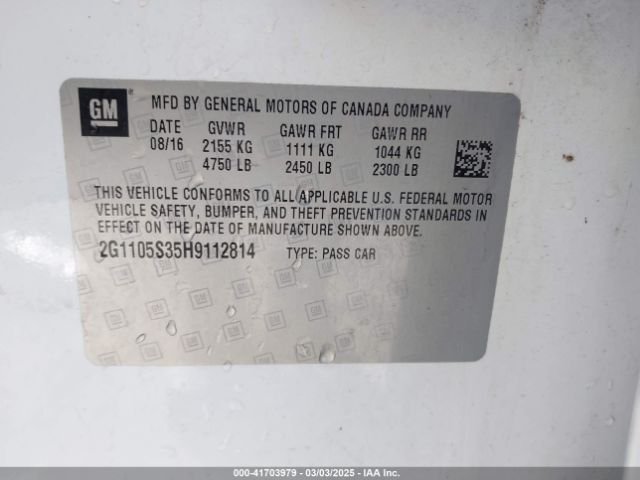 GM
MFD BY GENERAL MOTORS OF CANADA COMPANY
DATE GVWR GAWR FRT GAWR RR
08/16 2155 KG 1111 KG 1044 KG
4750 LB 2450 LB 2300 LB
THIS VEHICLE CONFORMS TO ALL APPLICABLE U.S. FEDERAL MOTOR
VEHICLE SAFETY, BUMPER, AND THEFT PREVENTION STANDARDS IN
EFFECT ON THE DATE OF MANUFACTURE SHOWN ABOVE.
2G1105S35H9112814 TYPE: PASS CAR
000-41703979 - 03/03/2025 - IAA Inc.